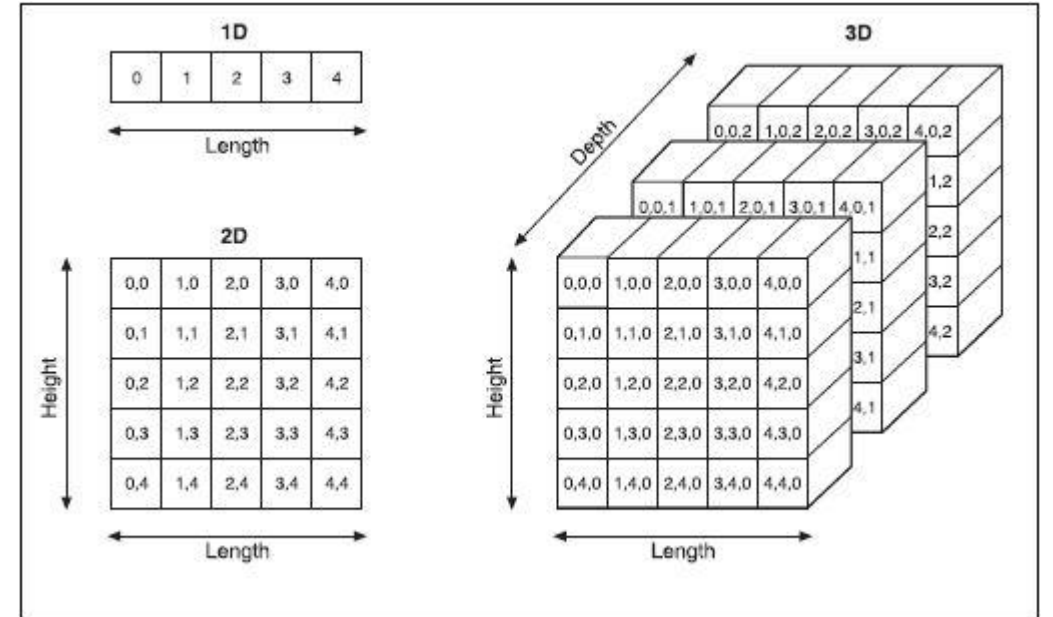 1D
0 1 2 3 4
Length
2D
Height
0,0 1,0 2,0 3,0 4,0
0,1 1,1 2,1 3,1 4,1
0,2 1,2 2,2 3,2 4,2
0,3 1,3 2,3 3,3 4,3
0,4 1,4 2,4 3,4 4,4
Length
3D
Depth
0,0,2 1,0,2 2,0,2 3,0,2 4,0,2
1,2
2,2
3,2
4,2
0,0,1 1,0,1 2,0,1 3,0,1 4,0,1
1,1
2,1
3,1
4,1
Height
0,0,0 1,0,0 2,0,0 3,0,0 4,0,0
0,1,0 1,1,0 2,1,0 3,1,0 4,1,0
0,2,0 1,2,0 2,2,0 3,2,0 4,2,0
0,3,0 1,3,0 2,3,0 3,3,0 4,3,0
0,4,0 1,4,0 2,4,0 3,4,0 4,4,0
Length